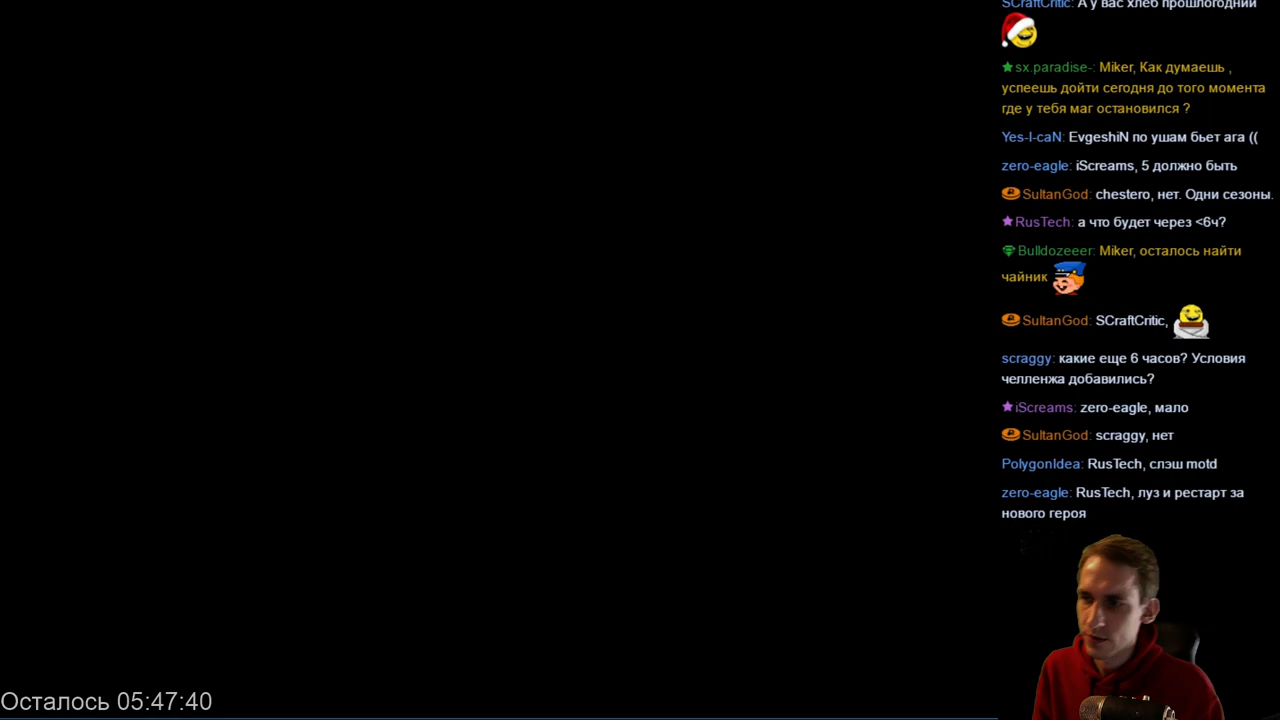 SCraftCritic: А у вас хлеб прошлогодний
sx.paradise-: Miker, Как думаешь ,
успеешь дойти сегодня до того момента
где у тебя маг остановился ?
Yes-I-caN: EvgeshiN по ушам бьет ага ((
zero-eagle: iScreams, 5 должно быть
SultanGod: chestero, нет. Одни сезоны.
RusTech: а что будет через <6ч?
Bulldozeeer: Miker, осталось найти
чайник
SultanGod: SCraftCritic,
scraggy: какие еще 6 часов? Условия
челленжа добавились?
iScreams: zero-eagle, мало
SultanGod: scraggy, нет
PolygonIdea: RusTech, слэш motd
zero-eagle: RusTech, луз и рестарт за
нового героя
Осталось 05:47:40